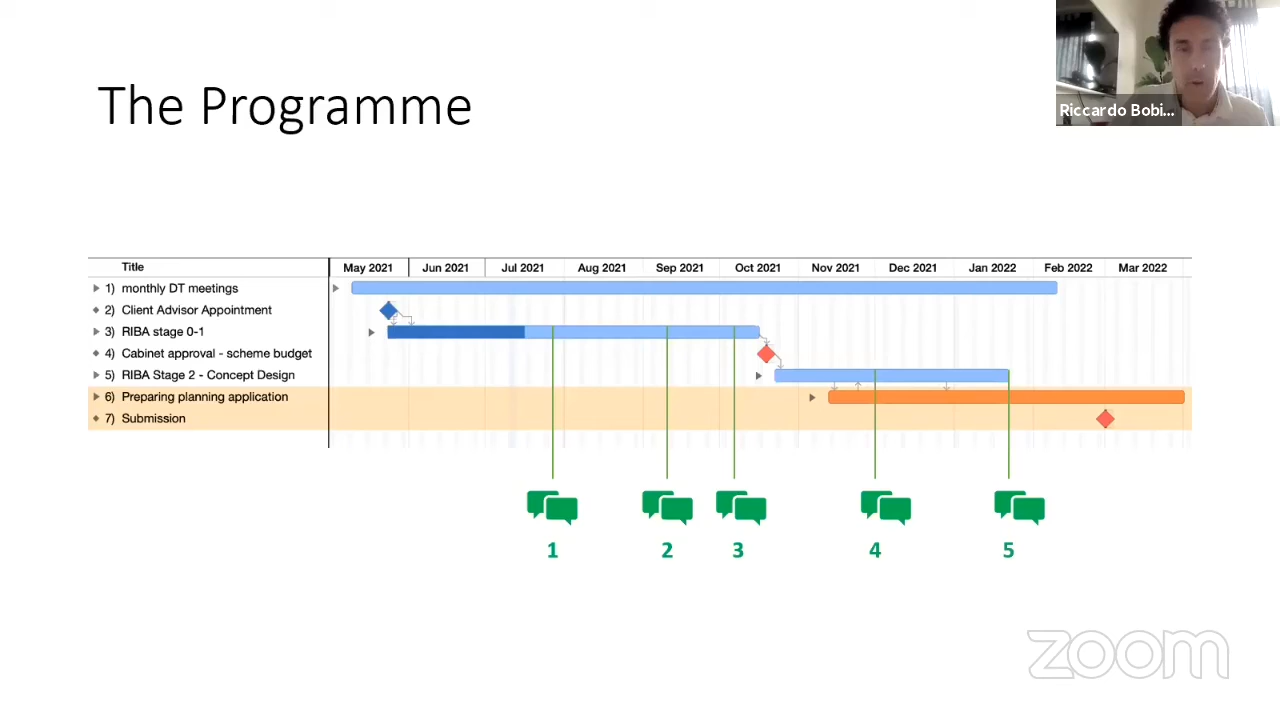 The Programme
Riccardo Bobi...
Title May 2021 Jun 2021 Jul 2021 Aug 2021 Sep 2021 Oct 2021 Nov 2021 Dec 2021 Jan 2022 Feb 2022 Mar 2022
1) monthly DT meetings
2) Client Advisor Appointment
3) RIBA stage 0-1
4) Cabinet approval - scheme budget
5) RIBA Stage 2 - Concept Design
6) Preparing planning application
7) Submission
1 2 3 4 5
zoom